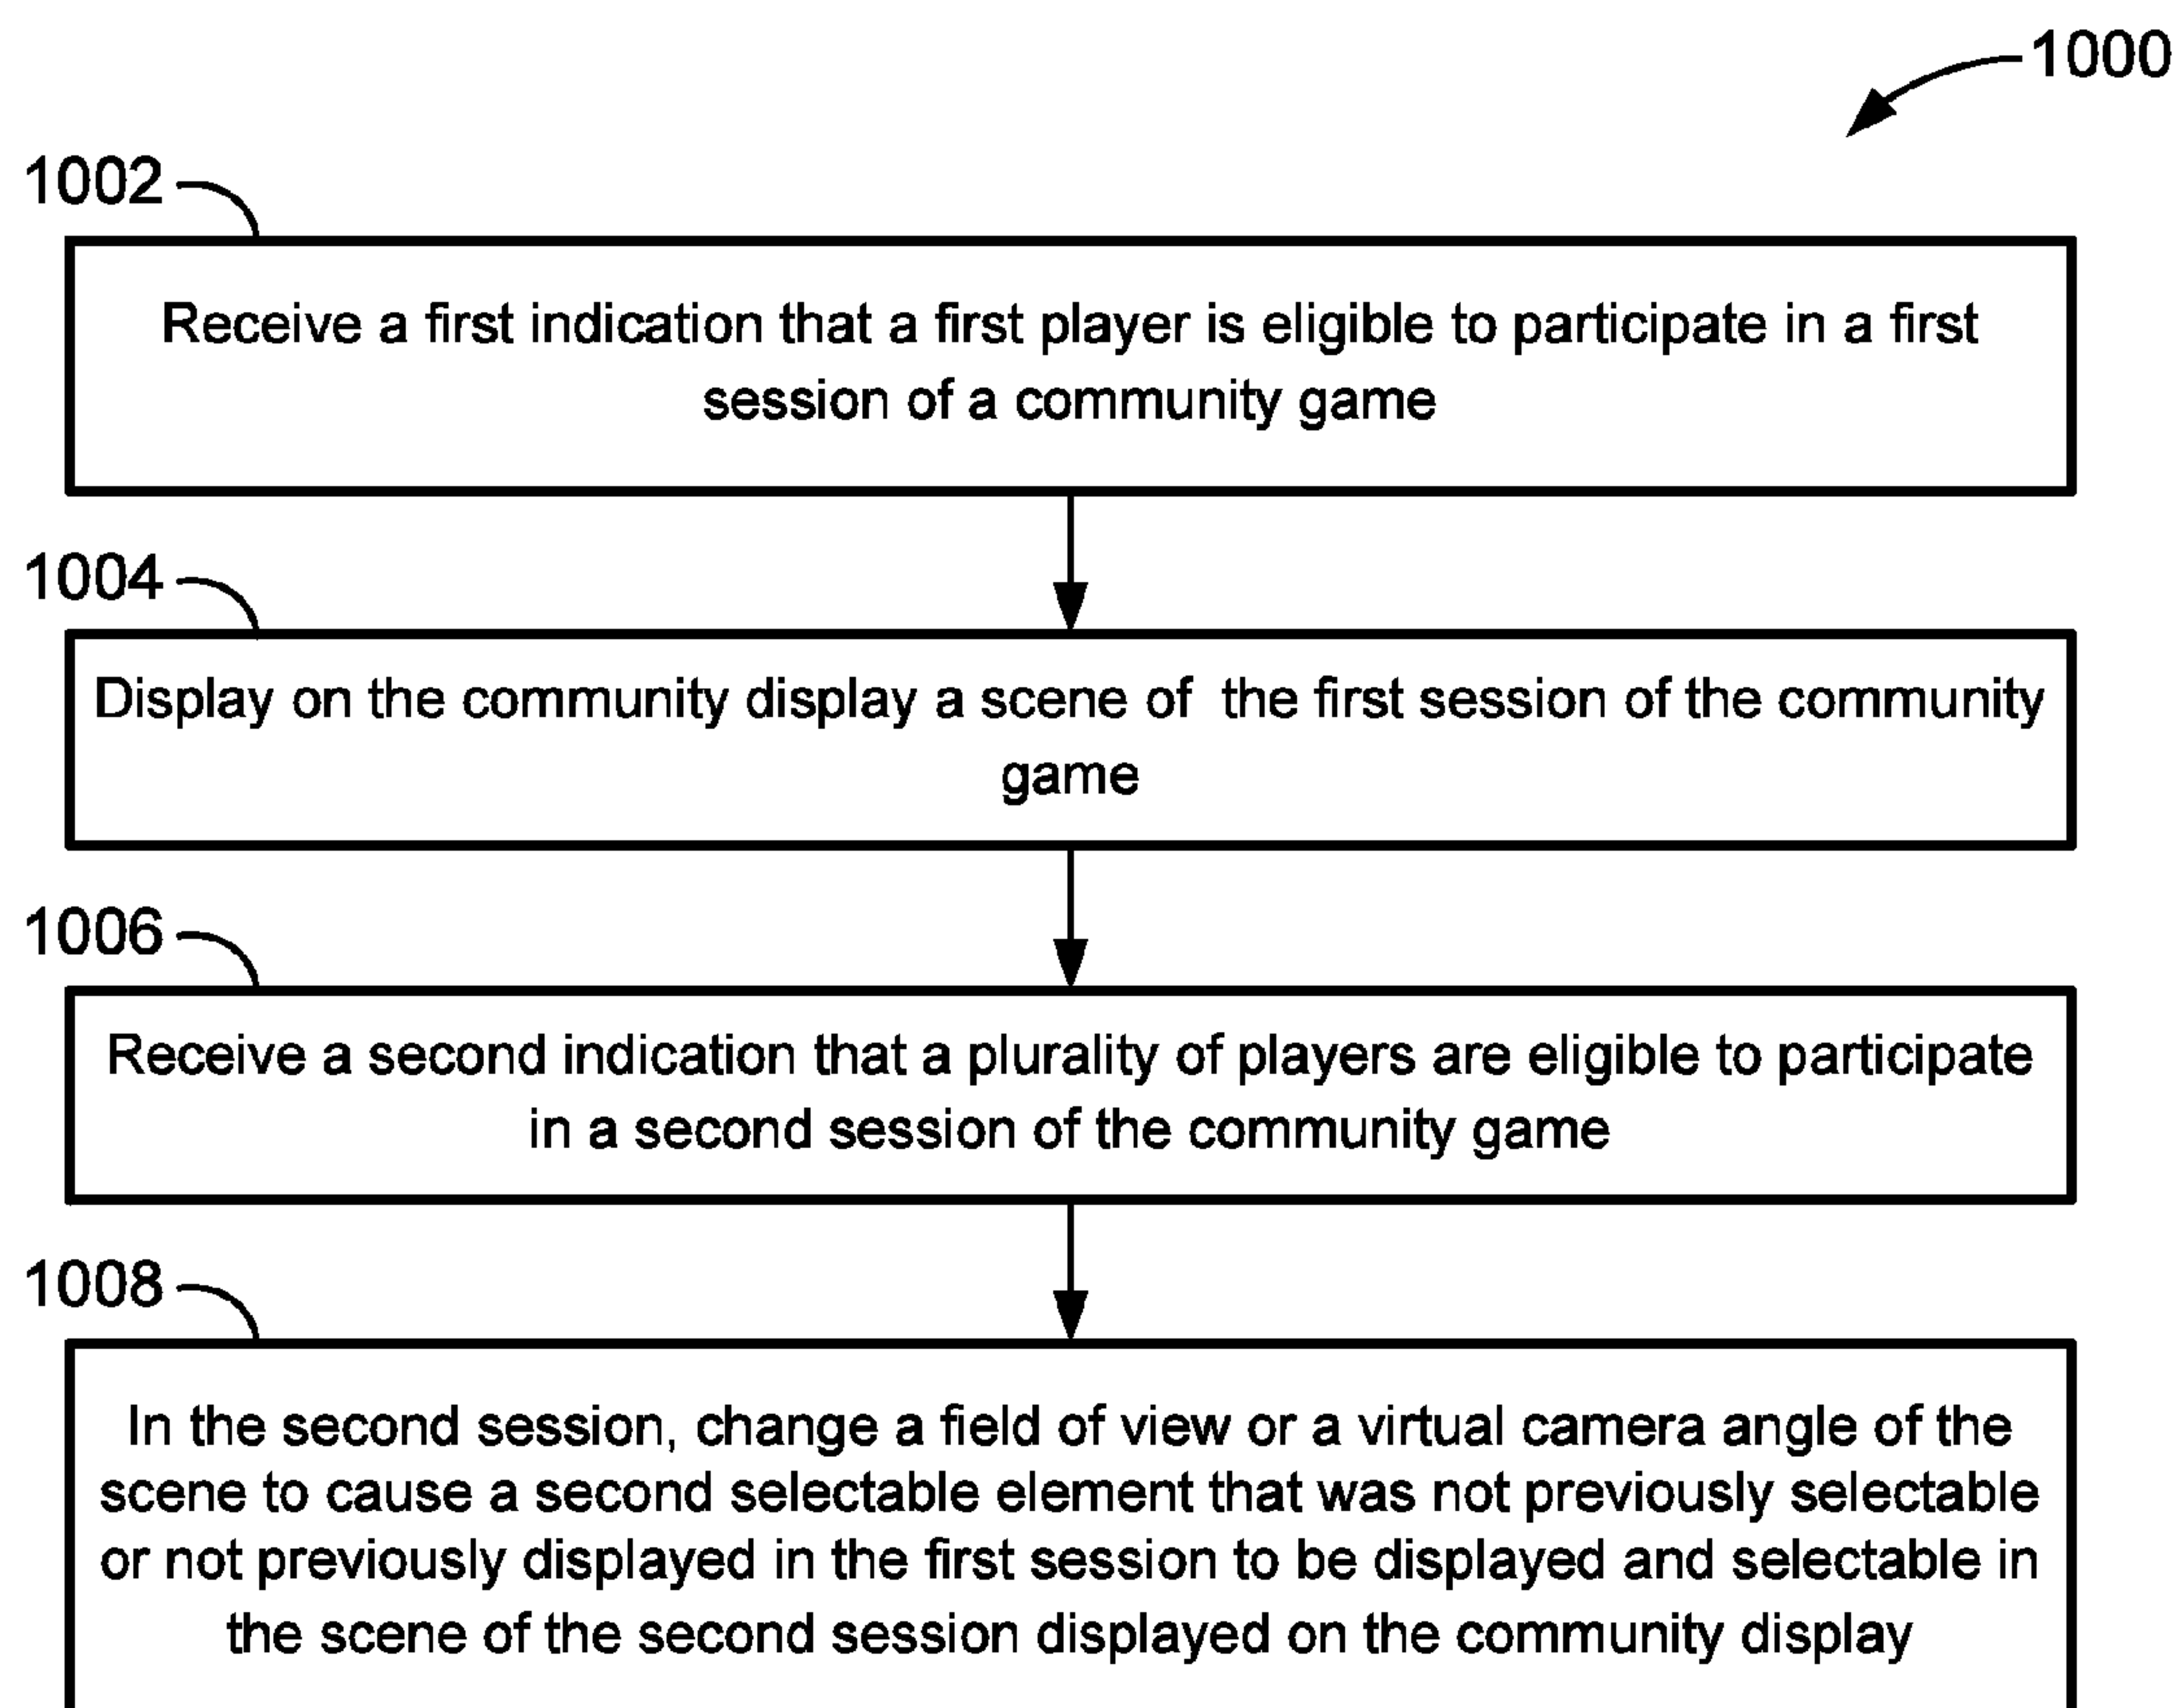 1000
1002
Receive a first indication that a first player is eligible to participate in a first
session of a community game
1004
Display on the community display a scene of the first session of the community
game
1006
Receive a second indication that a plurality of players are eligible to participate
in a second session of the community game
1008
In the second session, change a field of view or a virtual camera angle of the
scene to cause a second selectable element that was not previously selectable
or not previously displayed in the first session to be displayed and selectable in
the scene of the second session displayed on the community display